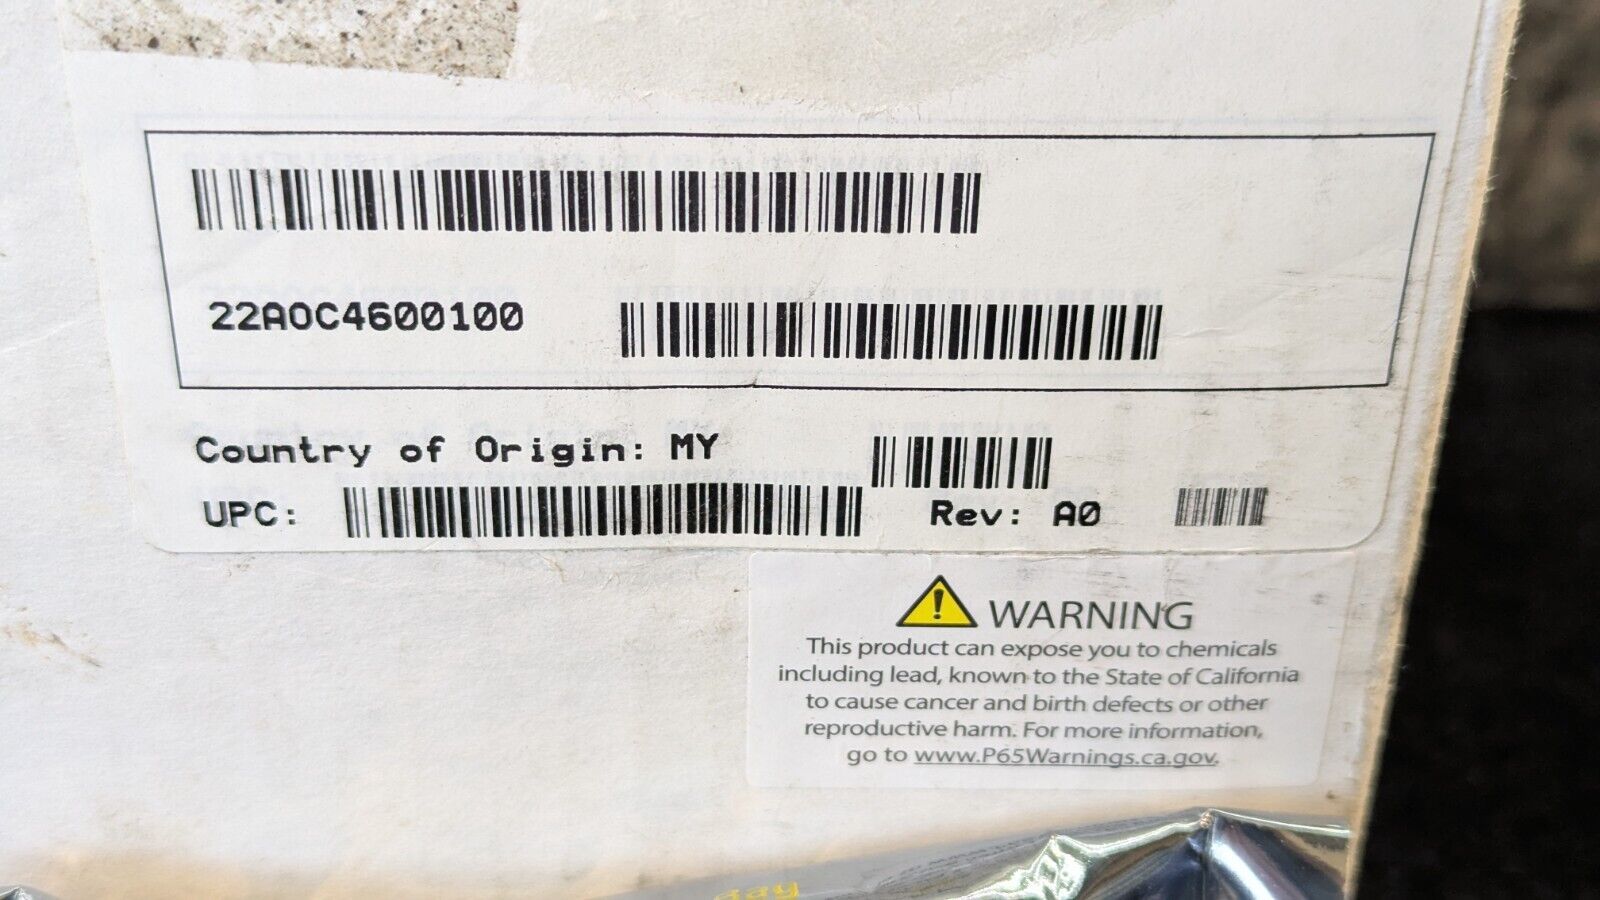 22AOC4600100
Country of Origin: MY
UPC:
Rev: A0
WARNING
This product can expose you to chemicals
including lead, known to the State of California
to cause cancer and birth defects or other
reproductive harm. For more information,
go to www.P65Warnings.ca.gov.